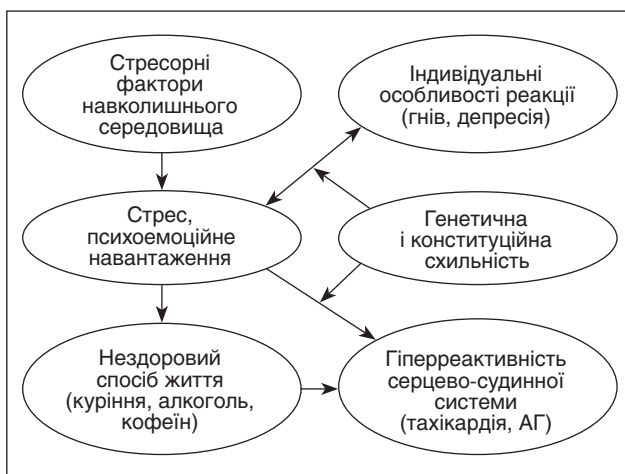 Стресорні
фактори
навколишнього
середовища
Індивідуальні
особливості реакції
(гнів, депресія)
Стрес,
психоемоційне
навантаження
Генетична
і конституційна
схильність
Нездоровий
спосіб життя
(куріння, алкоголь,
кофеїн)
Гіперреактивність
серцево-судинної
системи
(тахікардія, АГ)